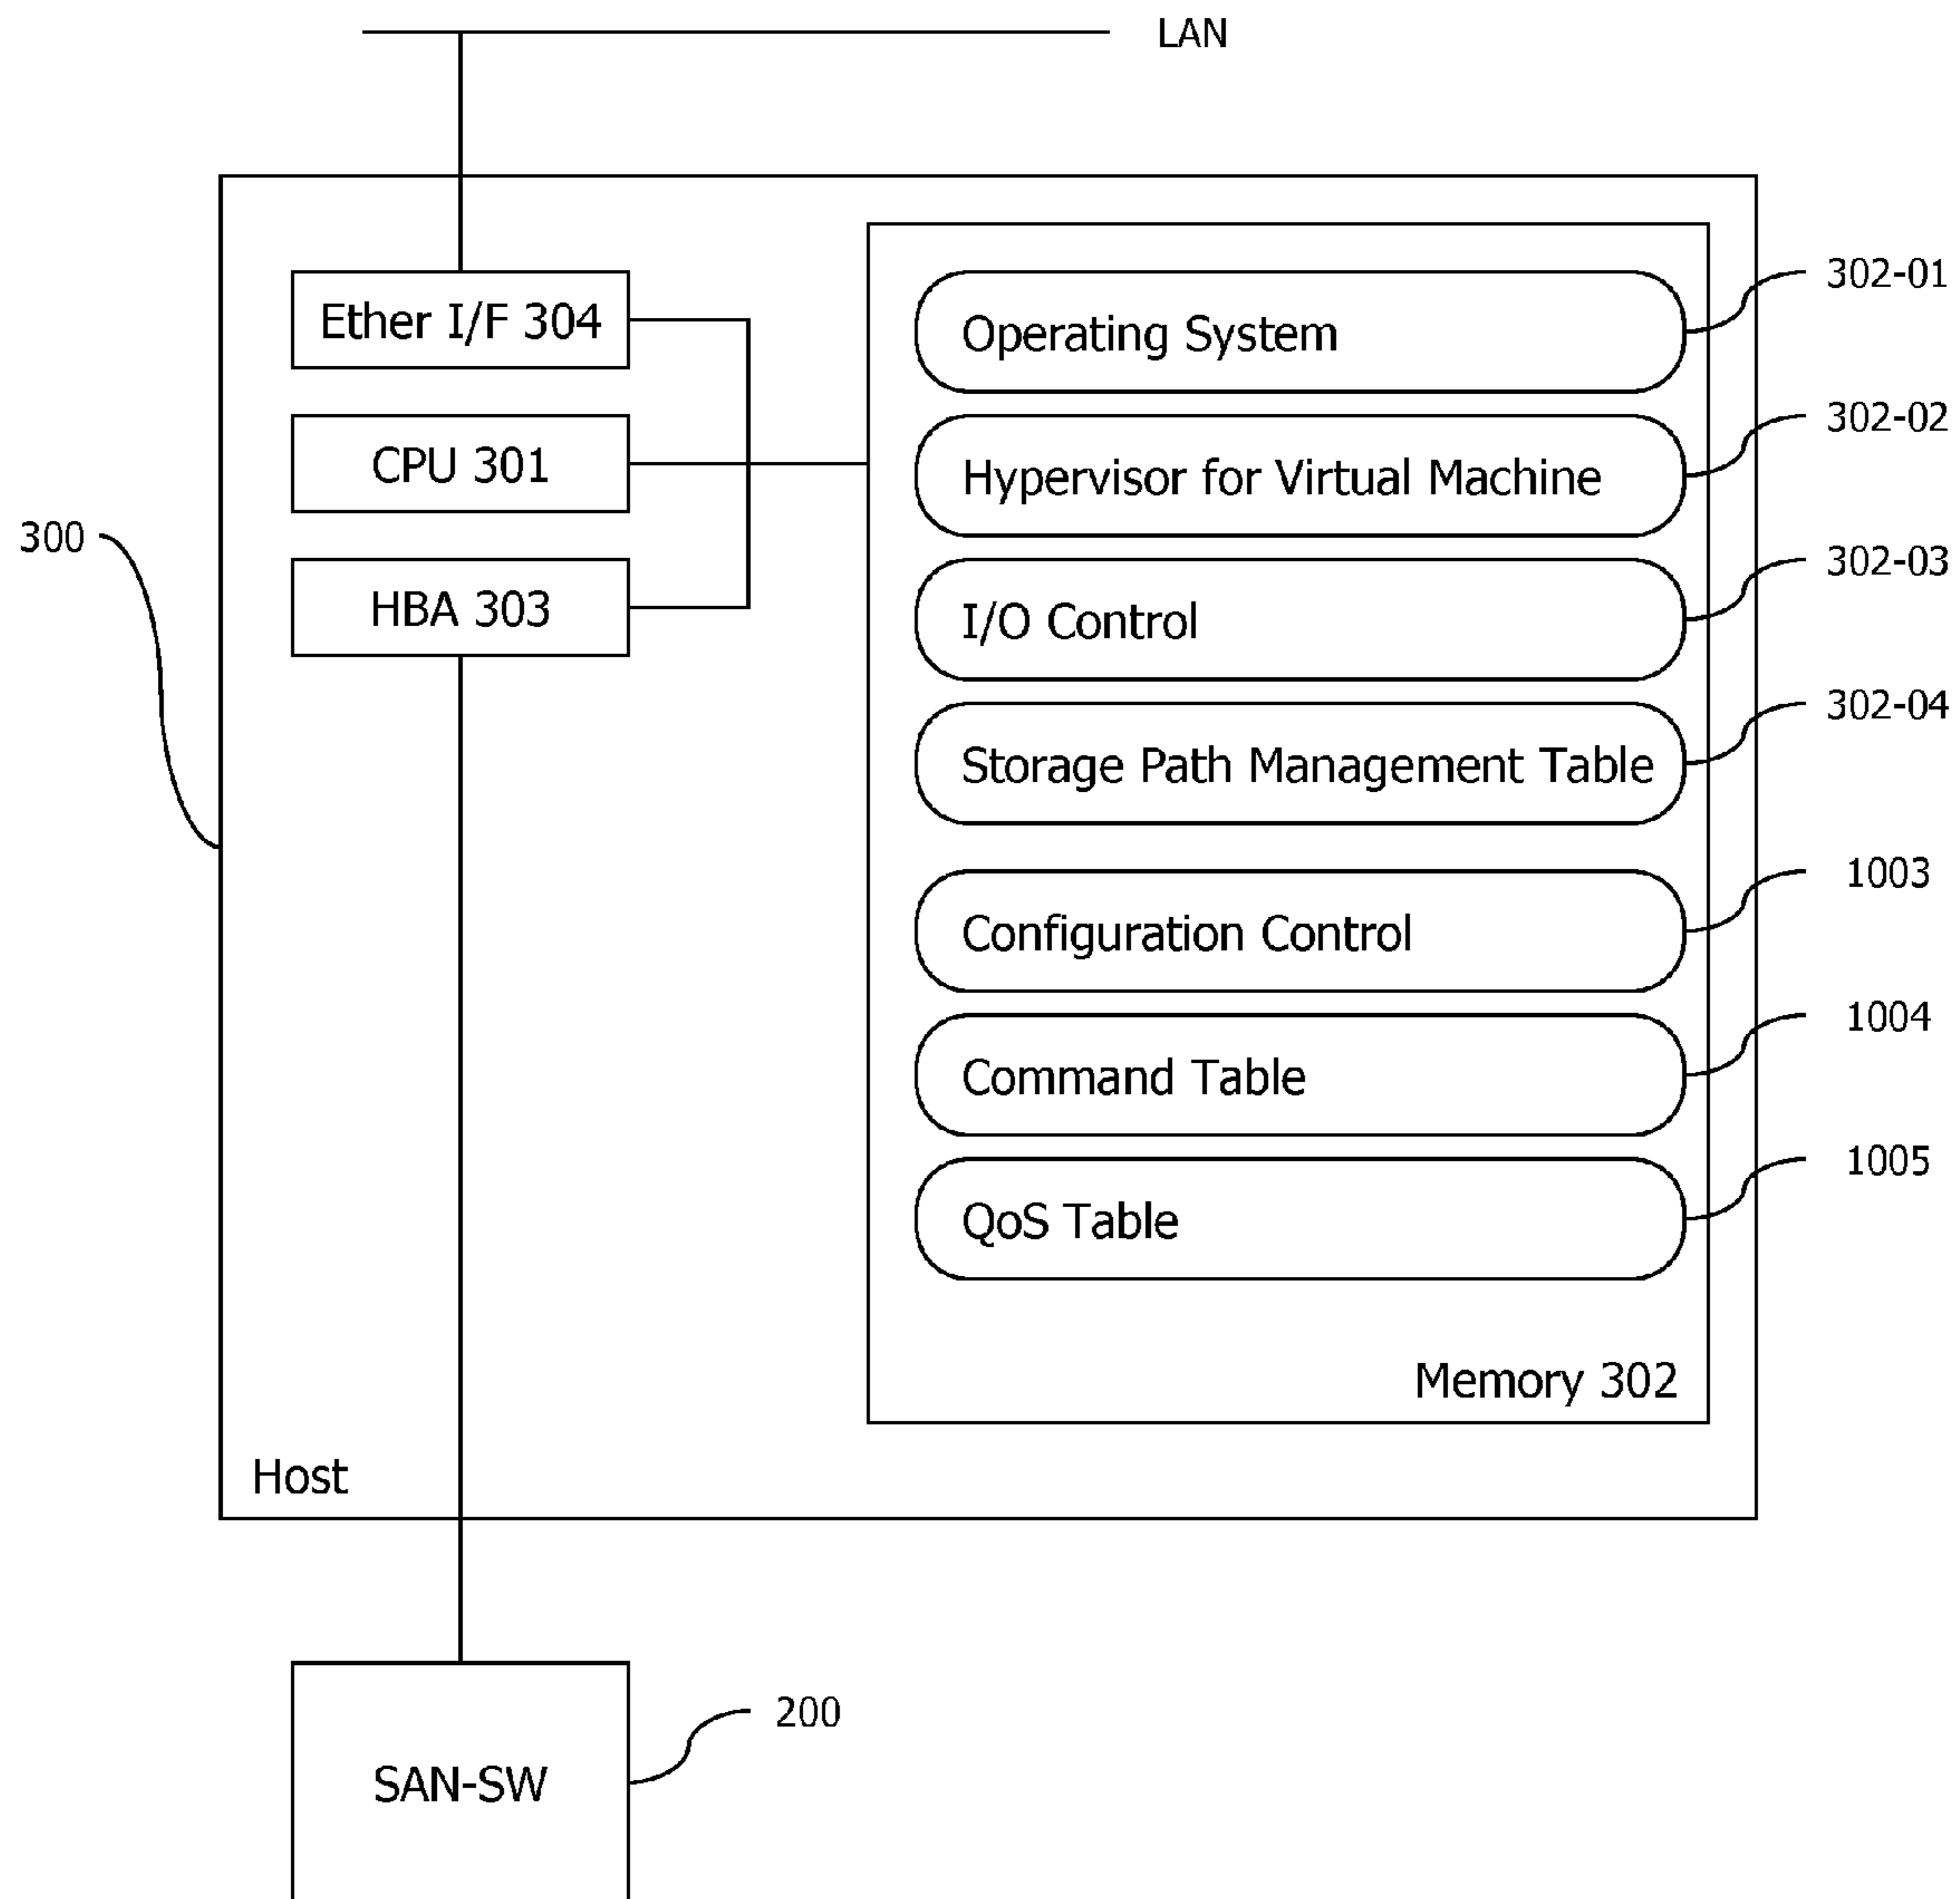 LAN
302-01
Ether I/F 304
Operating System
302-02
CPU 301
Hypervisor for Virtual Machine
300
302-03
HBA 303
I/O Control
302-04
Storage Path Management Table
1003
Configuration Control
1004
Command Table
1005
QoS Table
Memory 302
Host
200
SAN-SW